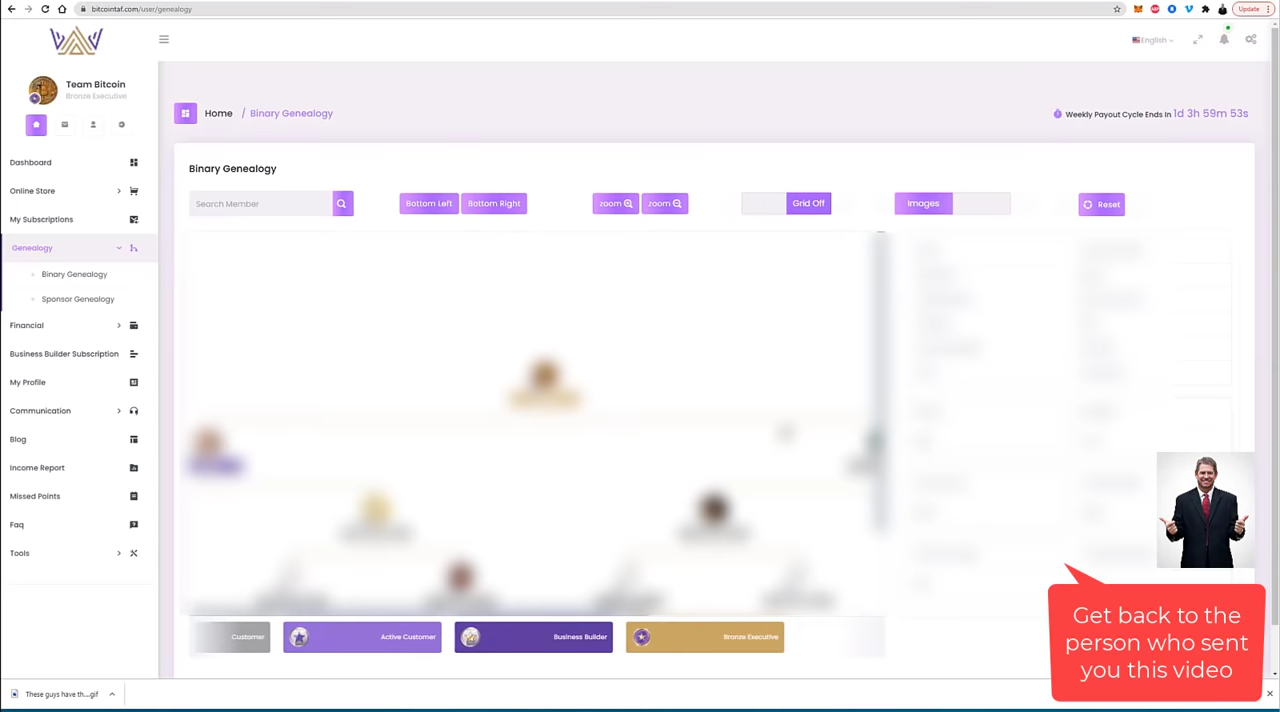 bitcointaf.com/user/genealogy
Update
English
Team Bitcoin
Bronze Executive
Home / Binary Genealogy
Weekly Payout Cycle Ends In 1d 3h 59m 53s
Dashboard
Online Store
My Subscriptions
Genealogy
Binary Genealogy
Sponsor Genealogy
Financial
Business Builder Subscription
My Profile
Communication
Blog
Income Report
Missed Points
Faq
Tools
Binary Genealogy
Search Member
Bottom Left
Bottom Right
zoom
zoom
Grid Off
Images
Reset
Customer
Active Customer
Business Builder
Bronze Executive
Get back to the
person who sent
you this video
These guys have th....gif